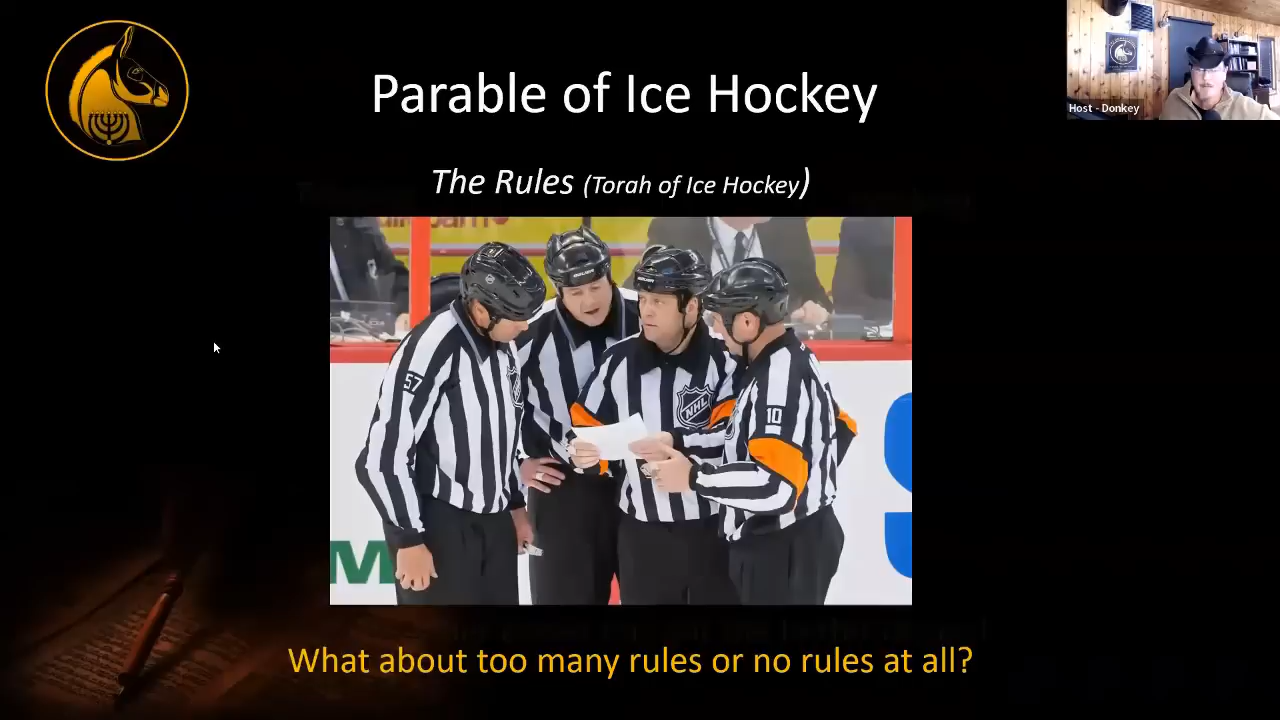 Parable of Ice Hockey
Host - Donkey
The Rules (Torah of Ice Hockey)
57
NHL
10
M
What about too many rules or no rules at all?